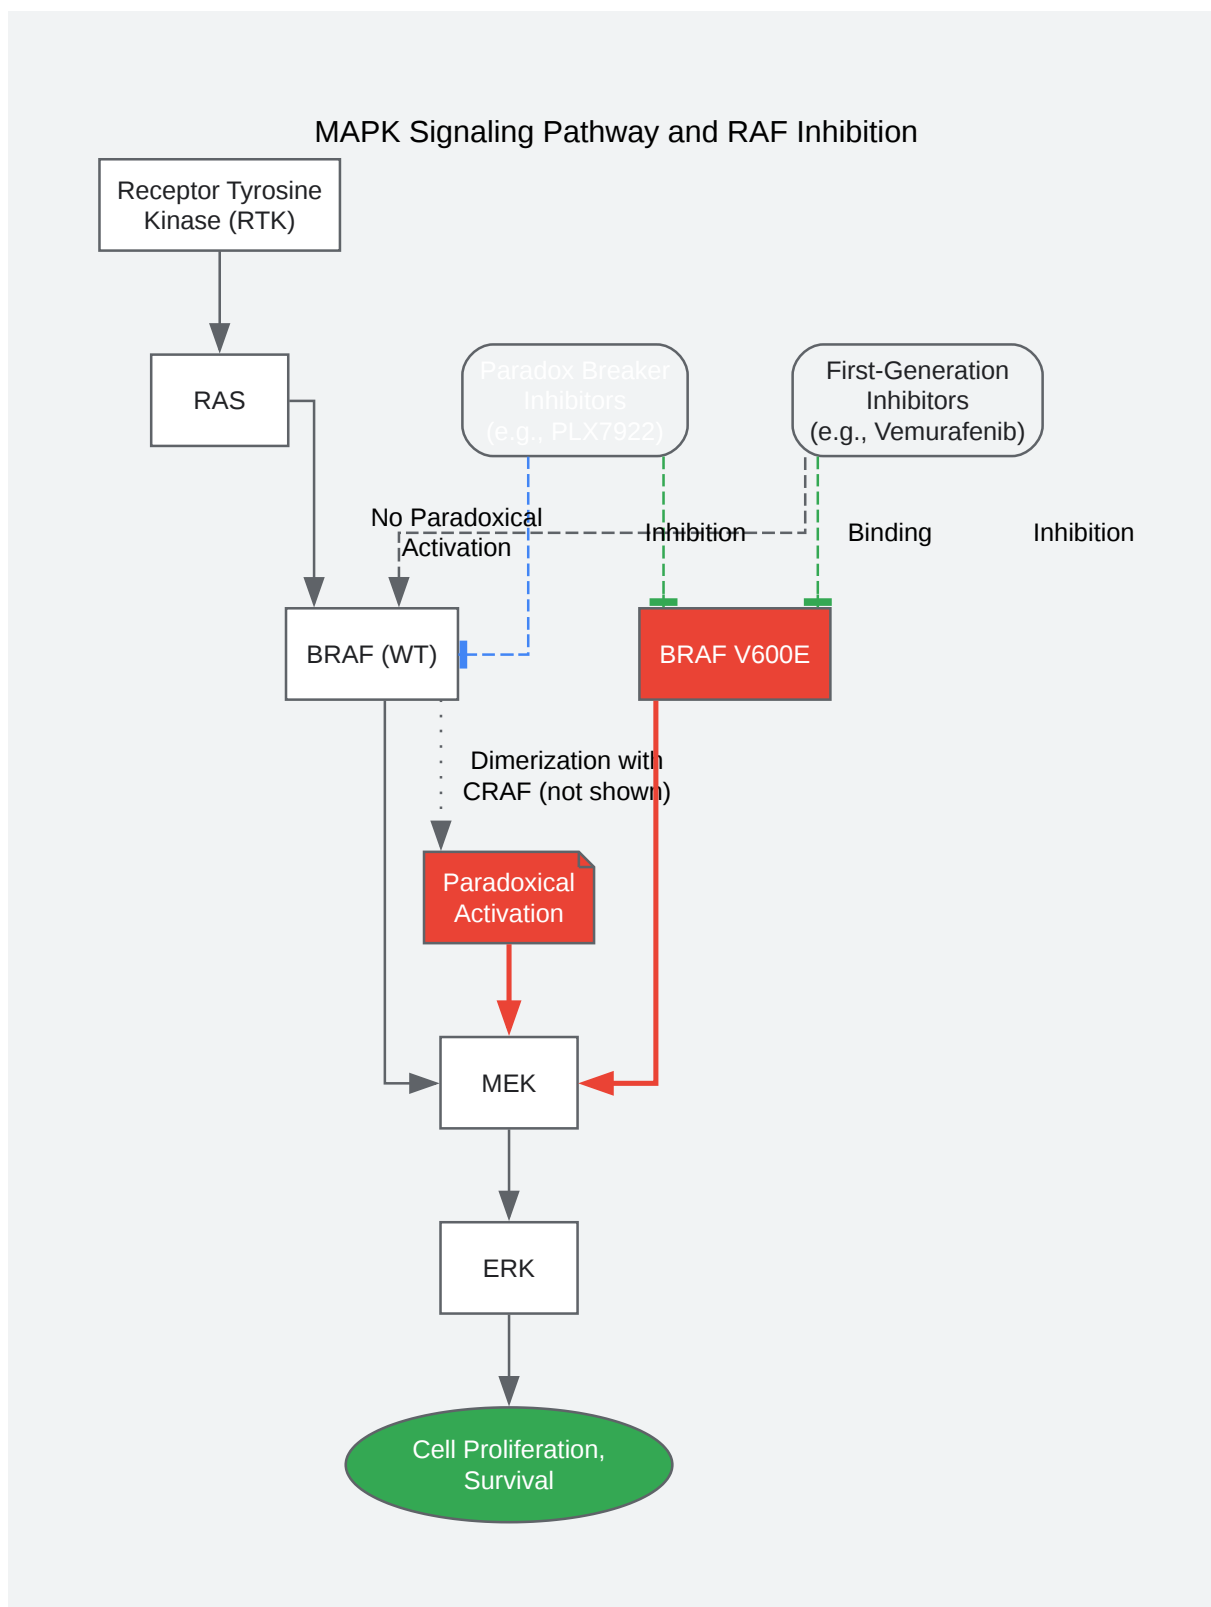 MAPK Signaling Pathway and RAF Inhibition
Receptor Tyrosine
Kinase (RTK)
RAS
Paradox Breaker
Inhibitors
(e.g., PLX7922)
First-Generation
Inhibitors
(e.g., Vemurafenib)
No Paradoxical
Activation
Inhibition
Binding
Inhibition
BRAF (WT)
BRAF V600E
Dimerization with
CRAF (not shown)
Paradoxical
Activation
MEK
ERK
Cell Proliferation,
Survival